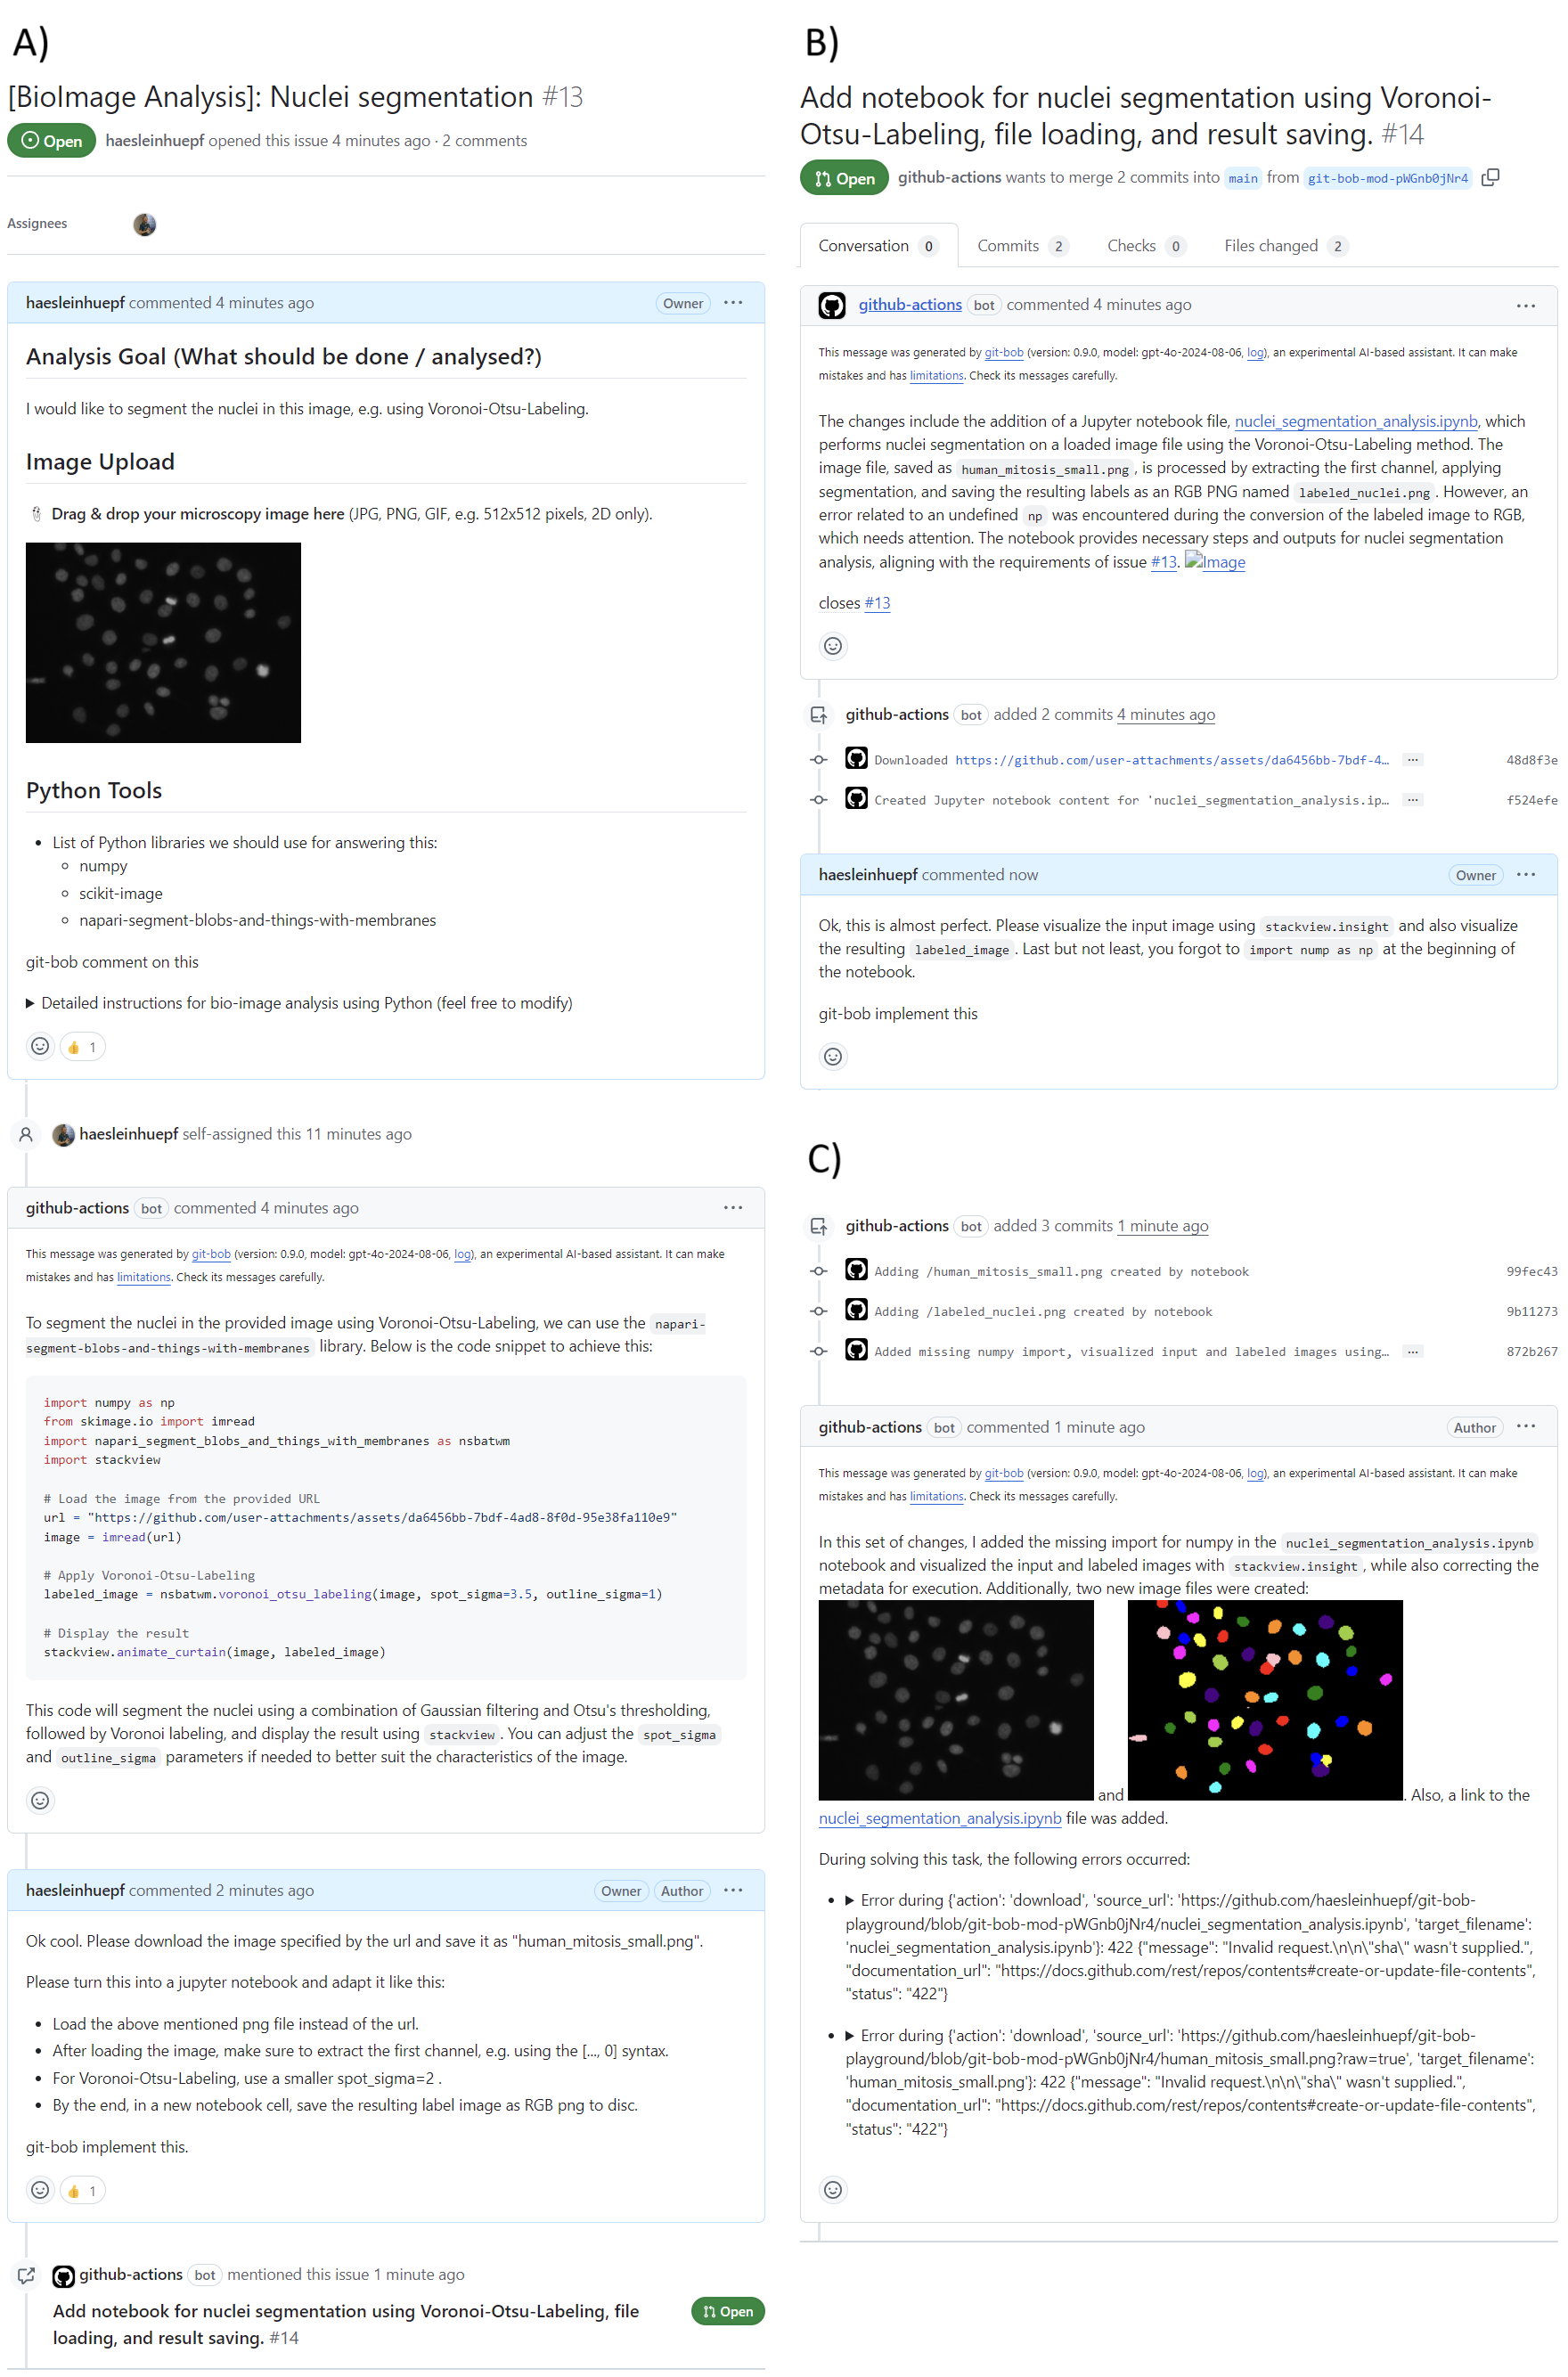 A)
[BioImage Analysis]: Nuclei segmentation #13
Open
haesleinhuepf opened this issue 4 minutes ago · 2 comments
Assignees
haesleinhuepf commented 4 minutes ago
Owner
Analysis Goal (What should be done / analysed?)
I would like to segment the nuclei in this image, e.g. using Voronoi-Otsu-Labeling.
Image Upload
Drag & drop your microscopy image here (JPG, PNG, GIF, e.g. 512x512 pixels, 2D only).
Python Tools
• List of Python libraries we should use for answering this:
◦ numpy
◦ scikit-image
◦ napari-segment-blobs-and-things-with-membranes
git-bob comment on this
▶ Detailed instructions for bio-image analysis using Python (feel free to modify)
👍 1
haesleinhuepf self-assigned this 11 minutes ago
github-actions bot commented 4 minutes ago
This message was generated by git-bob (version: 0.9.0, model: gpt-4o-2024-08-06, log), an experimental AI-based assistant. It can make
mistakes and has limitations. Check its messages carefully.
To segment the nuclei in the provided image using Voronoi-Otsu-Labeling, we can use the napari-
segment-blobs-and-things-with-membranes library. Below is the code snippet to achieve this:
import numpy as np
from skimage.io import imread
import napari_segment_blobs_and_things_with_membranes as nsbatwm
import stackview
# Load the image from the provided URL
url = "https://github.com/user-attachments/assets/da6456bb-7bdf-4ad8-8f0d-95e38fa110e9"
image = imread(url)
# Apply Voronoi-Otsu-Labeling
labeled_image = nsbatwm.voronoi_otsu_labeling(image, spot_sigma=3.5, outline_sigma=1)
# Display the result
stackview.animate_curtain(image, labeled_image)
This code will segment the nuclei using a combination of Gaussian filtering and Otsu's thresholding,
followed by Voronoi labeling, and display the result using stackview. You can adjust the spot_sigma
and outline_sigma parameters if needed to better suit the characteristics of the image.
haesleinhuepf commented 2 minutes ago
Owner
Author
Ok cool. Please download the image specified by the url and save it as "human_mitosis_small.png".
Please turn this into a jupyter notebook and adapt it like this:
• Load the above mentioned png file instead of the url.
• After loading the image, make sure to extract the first channel, e.g. using the [..., 0] syntax.
• For Voronoi-Otsu-Labeling, use a smaller spot_sigma=2 .
• By the end, in a new notebook cell, save the resulting label image as RGB png to disc.
git-bob implement this.
👍 1
github-actions bot mentioned this issue 1 minute ago
Add notebook for nuclei segmentation using Voronoi-Otsu-Labeling, file
loading, and result saving. #14
Open
B)
Add notebook for nuclei segmentation using Voronoi-
Otsu-Labeling, file loading, and result saving. #14
Open
github-actions wants to merge 2 commits into main from git-bob-mod-pWGnb0jNr4
Conversation 0 Commits 2 Checks 0 Files changed 2
github-actions bot commented 4 minutes ago
This message was generated by git-bob (version: 0.9.0, model: gpt-4o-2024-08-06, log), an experimental AI-based assistant. It can make
mistakes and has limitations. Check its messages carefully.
The changes include the addition of a Jupyter notebook file, nuclei_segmentation_analysis.ipynb, which
performs nuclei segmentation on a loaded image file using the Voronoi-Otsu-Labeling method. The
image file, saved as human_mitosis_small.png, is processed by extracting the first channel, applying
segmentation, and saving the resulting labels as an RGB PNG named labeled_nuclei.png. However, an
error related to an undefined np was encountered during the conversion of the labeled image to RGB,
which needs attention. The notebook provides necessary steps and outputs for nuclei segmentation
analysis, aligning with the requirements of issue #13. Image
closes #13
github-actions bot added 2 commits 4 minutes ago
Downloaded https://github.com/user-attachments/assets/da6456bb-7bdf-4… ... 48d8f3e
Created Jupyter notebook content for 'nuclei_segmentation_analysis.ip… ... f524efe
haesleinhuepf commented now
Owner
Ok, this is almost perfect. Please visualize the input image using stackview.insight and also visualize
the resulting labeled_image. Last but not least, you forgot to import nump as np at the beginning of
the notebook.
git-bob implement this
C)
github-actions bot added 3 commits 1 minute ago
Adding /human_mitosis_small.png created by notebook 99fec43
Adding /labeled_nuclei.png created by notebook 9b11273
Added missing numpy import, visualized input and labeled images using… ... 872b267
github-actions bot commented 1 minute ago
Author
This message was generated by git-bob (version: 0.9.0, model: gpt-4o-2024-08-06, log), an experimental AI-based assistant. It can make
mistakes and has limitations. Check its messages carefully.
In this set of changes, I added the missing import for numpy in the nuclei_segmentation_analysis.ipynb
notebook and visualized the input and labeled images with stackview.insight, while also correcting the
metadata for execution. Additionally, two new image files were created:
and . Also, a link to the
nuclei_segmentation_analysis.ipynb file was added.
During solving this task, the following errors occurred:
• ▶ Error during {'action': 'download', 'source_url': 'https://github.com/haesleinhuepf/git-bob-
playground/blob/git-bob-mod-pWGnb0jNr4/nuclei_segmentation_analysis.ipynb', 'target_filename':
'nuclei_segmentation_analysis.ipynb'}: 422 {"message": "Invalid request.\n\n\"sha\" wasn't supplied.",
"documentation_url": "https://docs.github.com/rest/repos/contents#create-or-update-file-contents",
"status": "422"}
• ▶ Error during {'action': 'download', 'source_url': 'https://github.com/haesleinhuepf/git-bob-
playground/blob/git-bob-mod-pWGnb0jNr4/human_mitosis_small.png?raw=true', 'target_filename':
'human_mitosis_small.png'}: 422 {"message": "Invalid request.\n\n\"sha\" wasn't supplied.",
"documentation_url": "https://docs.github.com/rest/repos/contents#create-or-update-file-contents",
"status": "422"}